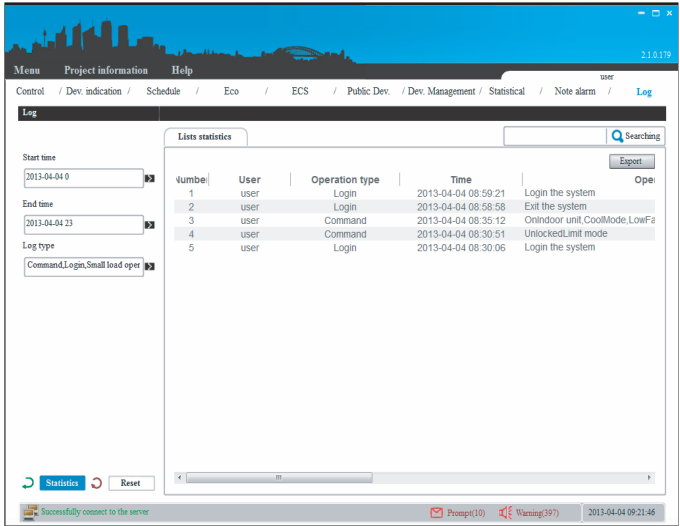 2.1.0.179
Menu Project information Help
user
Control / Dev. indication / Schedule / Eco / ECS / Public Dev. / Dev. Management / Statistical / Note alarm / Log
Log
Lists statistics
Searching
Start time
Export
2013-04-04 0
Number User Operation type Time Oper
1 user Login 2013-04-04 08:59:21 Login the system
End time
2 user Login 2013-04-04 08:58:58 Exit the system
2013-04-04 23
3 user Command 2013-04-04 08:35:12 OnIndoor unit,CoolMode,LowFa
4 user Command 2013-04-04 08:30:51 UnlockedLimit mode
Log type
5 user Login 2013-04-04 08:30:06 Login the system
Command,Login,Small load oper
Statistics Reset
Successfully connect to the server Prompt(10) Warning(397) 2013-04-04 09:21:46